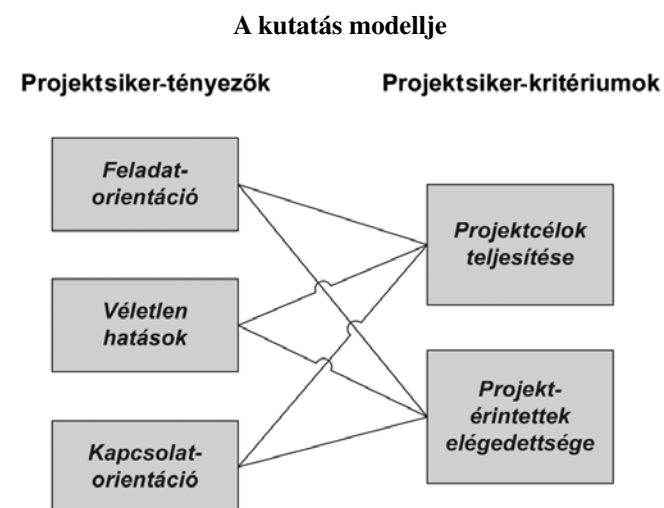 A kutatás modellje
Projektsiker-tényezők
Projektsiker-kritériumok
Feladat-
orientáció
Véletlen
hatások
Kapcsolat-
orientáció
Projektcélok
teljesítése
Projekt-
érintettek
elégedettsége